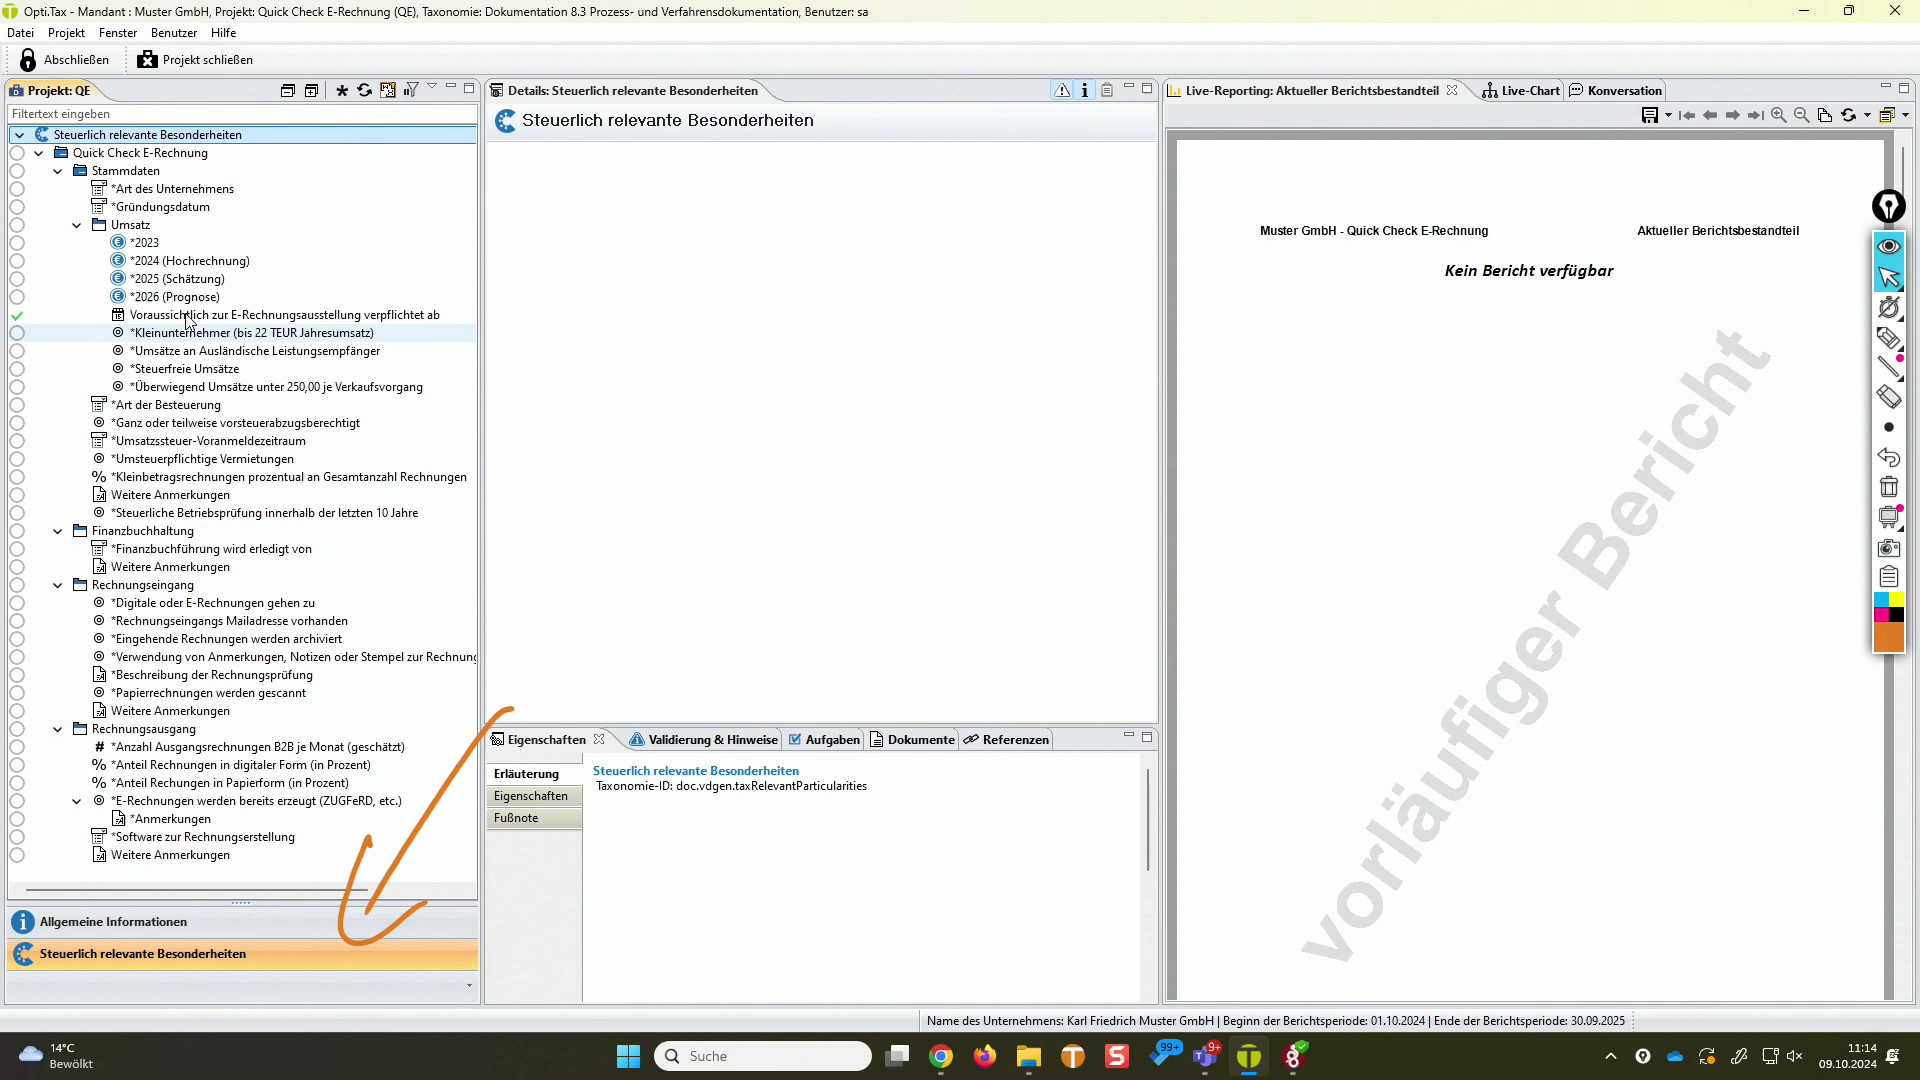 Opti.Tax - Mandant : Muster GmbH, Projekt: Quick Check E-Rechnung (QE), Taxonomie: Dokumentation 8.3 Prozess- und Verfahrensdokumentation, Benutzer: sa
Datei Projekt Fenster Benutzer Hilfe
Abschließen Projekt schließen
Projekt: QE
Filtertext eingeben
Steuerlich relevante Besonderheiten
Quick Check E-Rechnung
Stammdaten
*Art des Unternehmens
*Gründungsdatum
Umsatz
*2023
*2024 (Hochrechnung)
*2025 (Schätzung)
*2026 (Prognose)
Voraussichtlich zur E-Rechnungsausstellung verpflichtet ab
*Kleinunternehmer (bis 22 TEUR Jahresumsatz)
*Umsätze an Ausländische Leistungsempfänger
*Steuerfreie Umsätze
*Überwiegend Umsätze unter 250,00 je Verkaufsvorgang
*Art der Besteuerung
*Ganz oder teilweise vorsteuerabzugsberechtigt
*Umsatzssteuer-Voranmeldezeitraum
*Umsteuerpflichtige Vermietungen
% *Kleinbetragsrechnungen prozentual an Gesamtanzahl Rechnungen
Weitere Anmerkungen
*Steuerliche Betriebsprüfung innerhalb der letzten 10 Jahre
Finanzbuchhaltung
*Finanzbuchführung wird erledigt von
Weitere Anmerkungen
Rechnungseingang
*Digitale oder E-Rechnungen gehen zu
*Rechnungseingangs Mailadresse vorhanden
*Eingehende Rechnungen werden archiviert
*Verwendung von Anmerkungen, Notizen oder Stempel zur Rechnung
*Beschreibung der Rechnungsprüfung
*Papierrechnungen werden gescannt
Weitere Anmerkungen
Rechnungsausgang
# *Anzahl Ausgangsrechnungen B2B je Monat (geschätzt)
% *Anteil Rechnungen in digitaler Form (in Prozent)
% *Anteil Rechungen in Papierform (in Prozent)
*E-Rechnungen werden bereits erzeugt (ZUGFeRD, etc.)
*Anmerkungen
*Software zur Rechnungserstellung
Weitere Anmerkungen
Allgemeine Informationen
Steuerlich relevante Besonderheiten
Details: Steuerlich relevante Besonderheiten
Steuerlich relevante Besonderheiten
Eigenschaften Validierung & Hinweise Aufgaben Dokumente Referenzen
Erläuterung
Eigenschaften
Fußnote
Steuerlich relevante Besonderheiten
Taxonomie-ID: doc.vdgen.taxRelevantParticularities
Live-Reporting: Aktueller Berichtsbestandteil Live-Chart Konversation
Muster GmbH - Quick Check E-Rechnung Aktueller Berichtsbestandteil
Kein Bericht verfügbar
vorläufiger Bericht
Name des Unternehmens: Karl Friedrich Muster GmbH | Beginn der Berichtsperiode: 01.10.2024 | Ende der Berichtsperiode: 30.09.2025
14°C
Bewölkt
Suche
99+
9+
11:14
09.10.2024